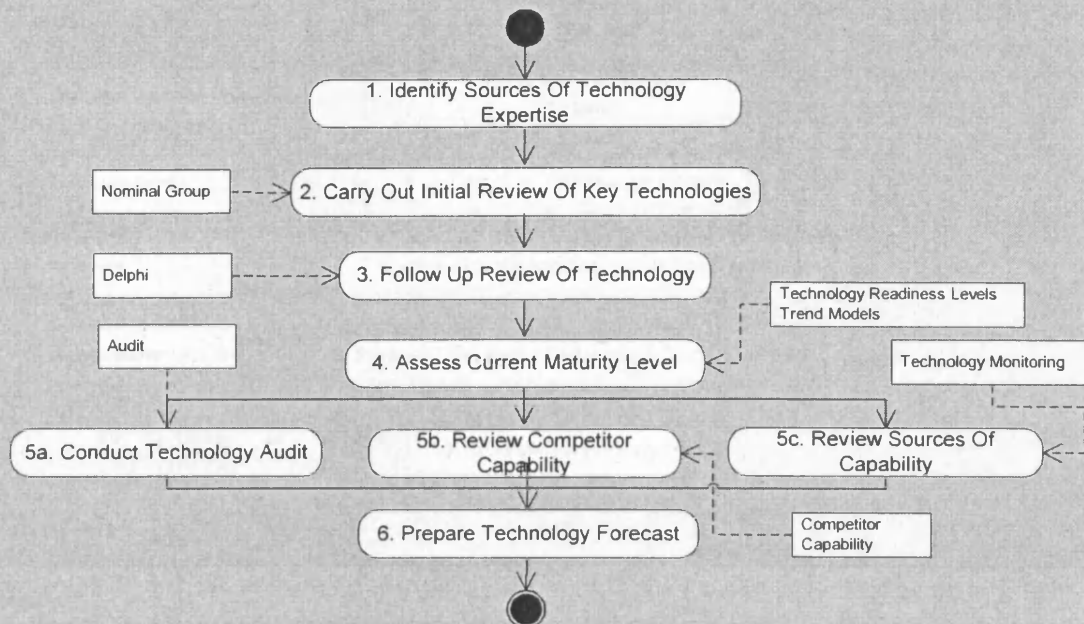 1. Identify Sources Of Technology
Expertise
Nominal Group
2. Carry Out Initial Review Of Key Technologies
Delphi
3. Follow Up Review Of Technology
Technology Readiness Levels
Trend Models
Audit
4. Assess Current Maturity Level
Technology Monitoring
5a. Conduct Technology Audit
5b. Review Competitor
Capability
5c. Review Sources Of
Capability
6. Prepare Technology Forecast
Competitor
Capability